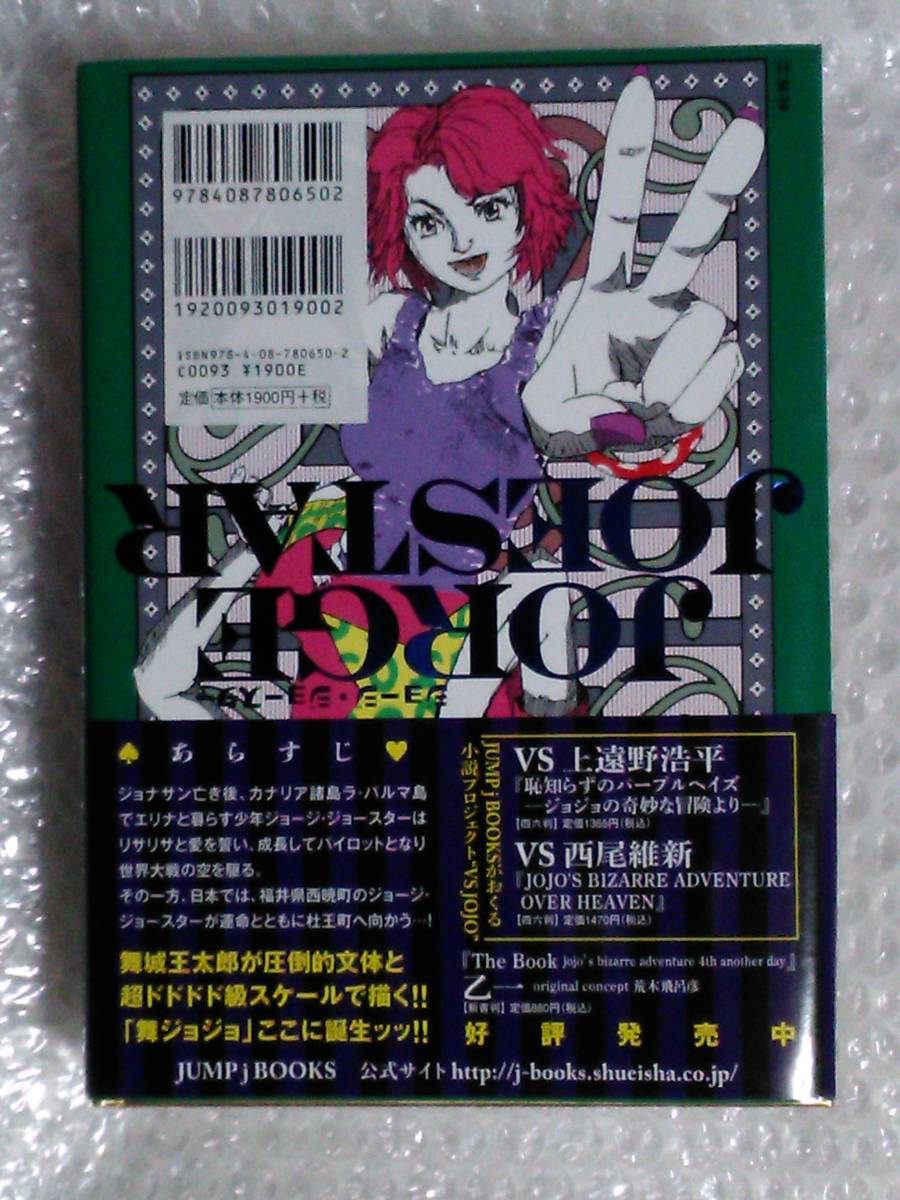 9784087806502
1920093019002
ISBN978-4-08-780650-2
C0093 ¥1900E
定価 本体1900円+税
JORGE
JOESTAR
ジョージ・ジョースター
あらすじ
ジョナサン亡き後、カナリア諸島ラ・パルマ島
でエリナと暮らす少年ジョージ・ジョースターは
リサリサと愛を誓い、成長してパイロットとなり
世界大戦の空を駆る。
その一方、日本では、福井県西暁町のジョージ・
ジョースターが運命とともに杜王町へ向かう…!
舞城王太郎が圧倒的文体と
超ドドドド級スケールで描く!!
「舞ジョジョ」ここに誕生ッッ!!
JUMP j BOOKSがおくる
小説プロジェクト"VS JOJO"
VS 上遠野浩平
『恥知らずのパープルヘイズ
―ジョジョの奇妙な冒険より―』
【四六判】定価1365円(税込)
VS 西尾維新
『JOJO'S BIZARRE ADVENTURE
OVER HEAVEN』
【四六判】定価1470円(税込)
『The Book jojo's bizarre adventure 4th another day』
乙一 original concept 荒木飛呂彦
【新書判】定価880円(税込)
好評発売中
JUMP j BOOKS 公式サイト http://j-books.shueisha.co.jp/